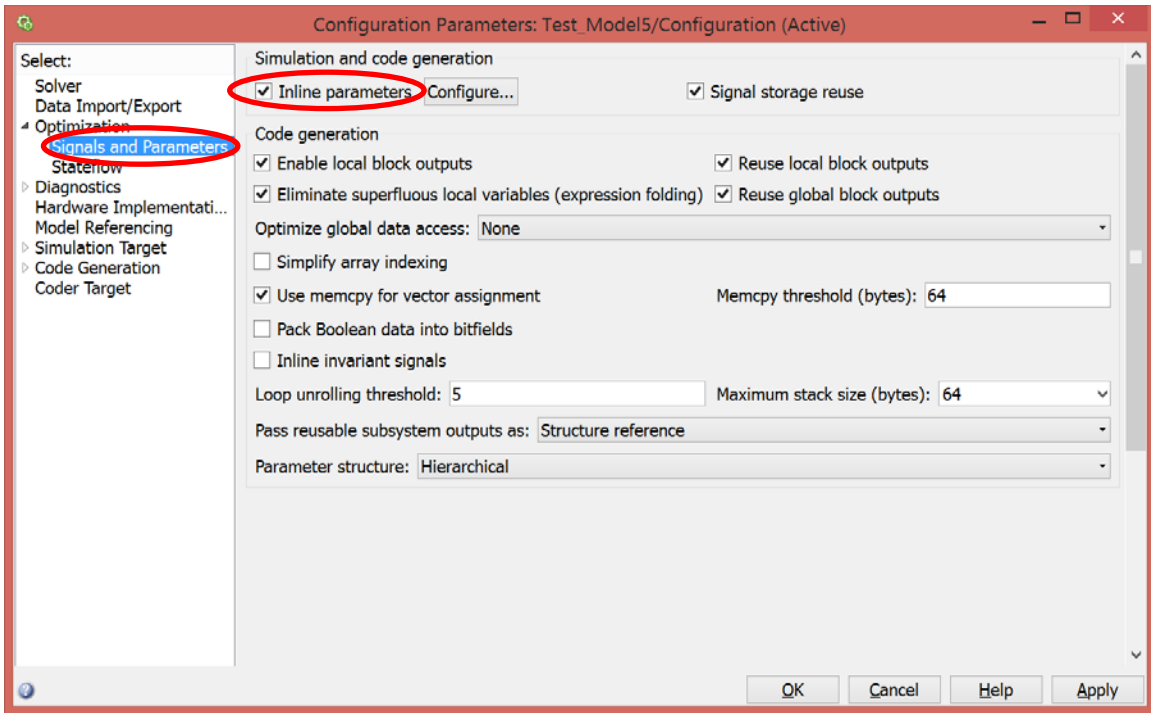 Configuration Parameters: Test_Model5/Configuration (Active)
Select:
Solver
Data Import/Export
Optimization
Signals and Parameters
Stateflow
Diagnostics
Hardware Implementati...
Model Referencing
Simulation Target
Code Generation
Coder Target
Simulation and code generation
Inline parameters Configure... Signal storage reuse
Code generation
Enable local block outputs Reuse local block outputs
Eliminate superfluous local variables (expression folding) Reuse global block outputs
Optimize global data access: None
Simplify array indexing
Use memcpy for vector assignment Memcpy threshold (bytes): 64
Pack Boolean data into bitfields
Inline invariant signals
Loop unrolling threshold: 5 Maximum stack size (bytes): 64
Pass reusable subsystem outputs as: Structure reference
Parameter structure: Hierarchical
OK Cancel Help Apply